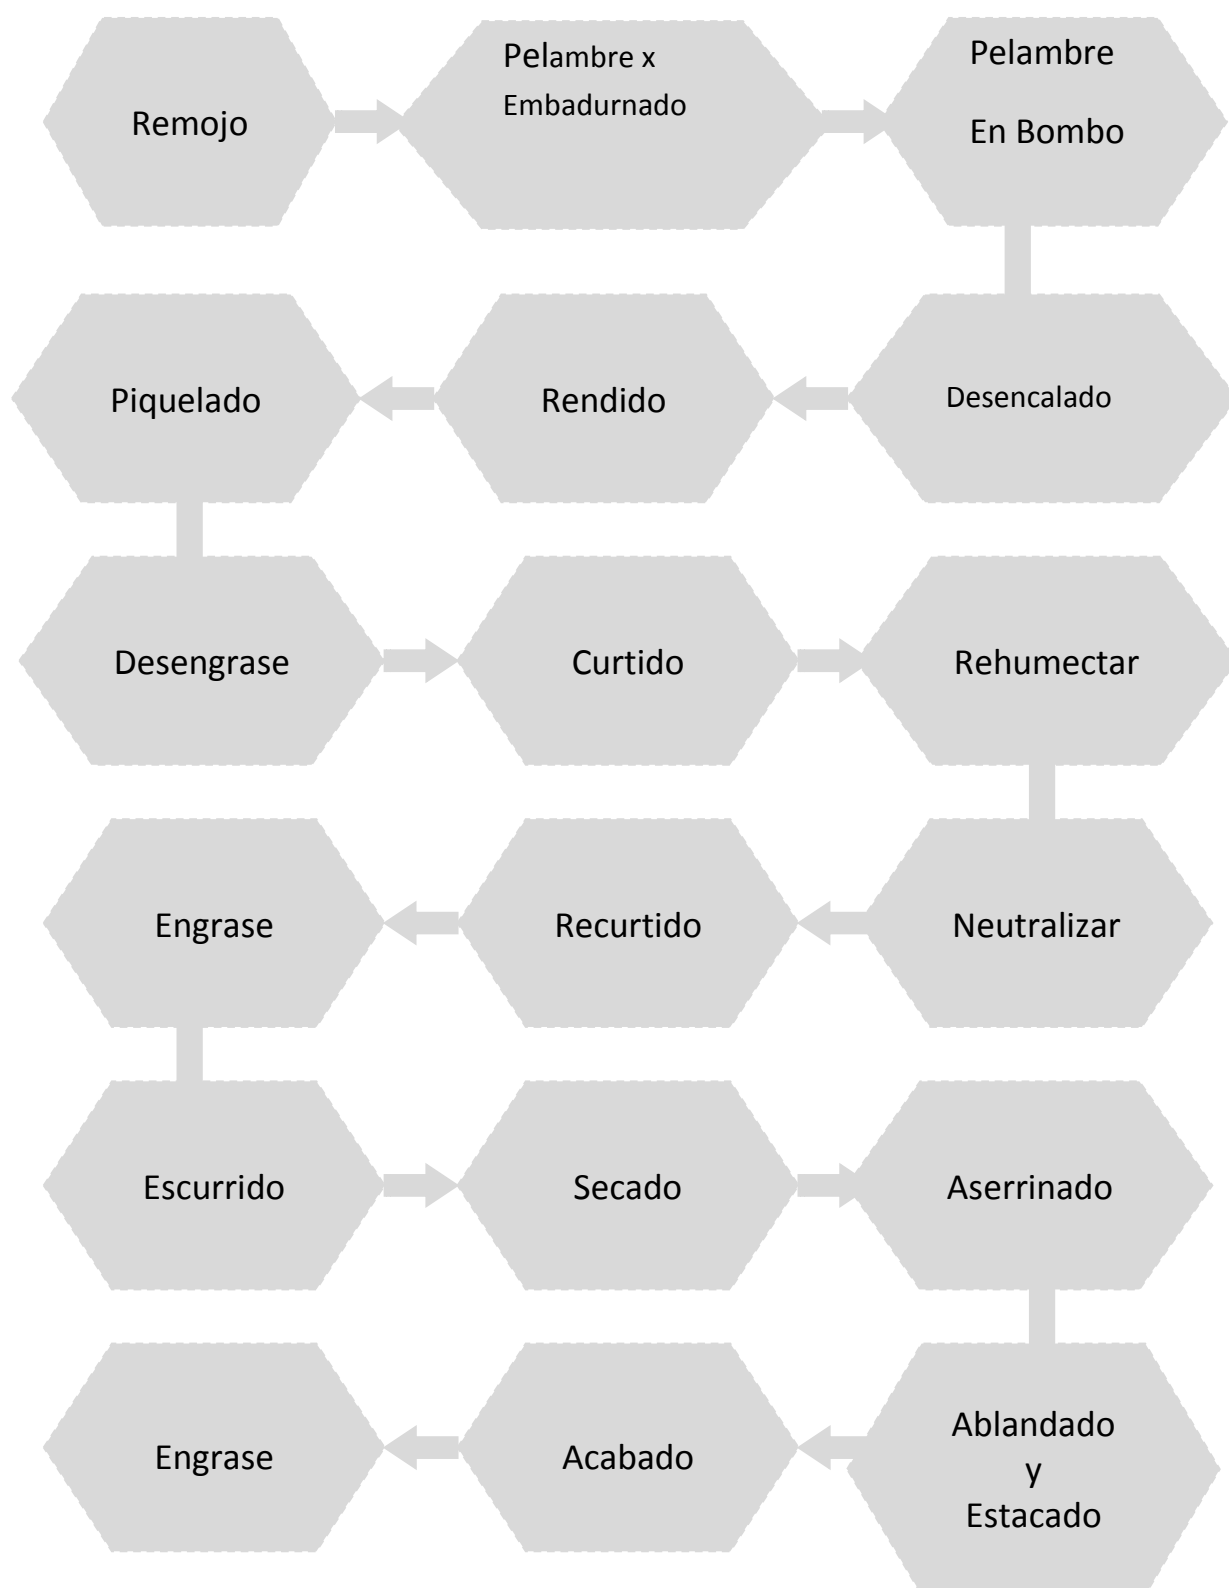 Remojo
Pelambre x
Embadurnado
Pelambre
En Bombo
Desencalado
Rendido
Piquelado
Desengrase
Curtido
Rehumectar
Neutralizar
Recurtido
Engrase
Escurrido
Secado
Aserrinado
Ablandado
y
Estacado
Acabado
Engrase